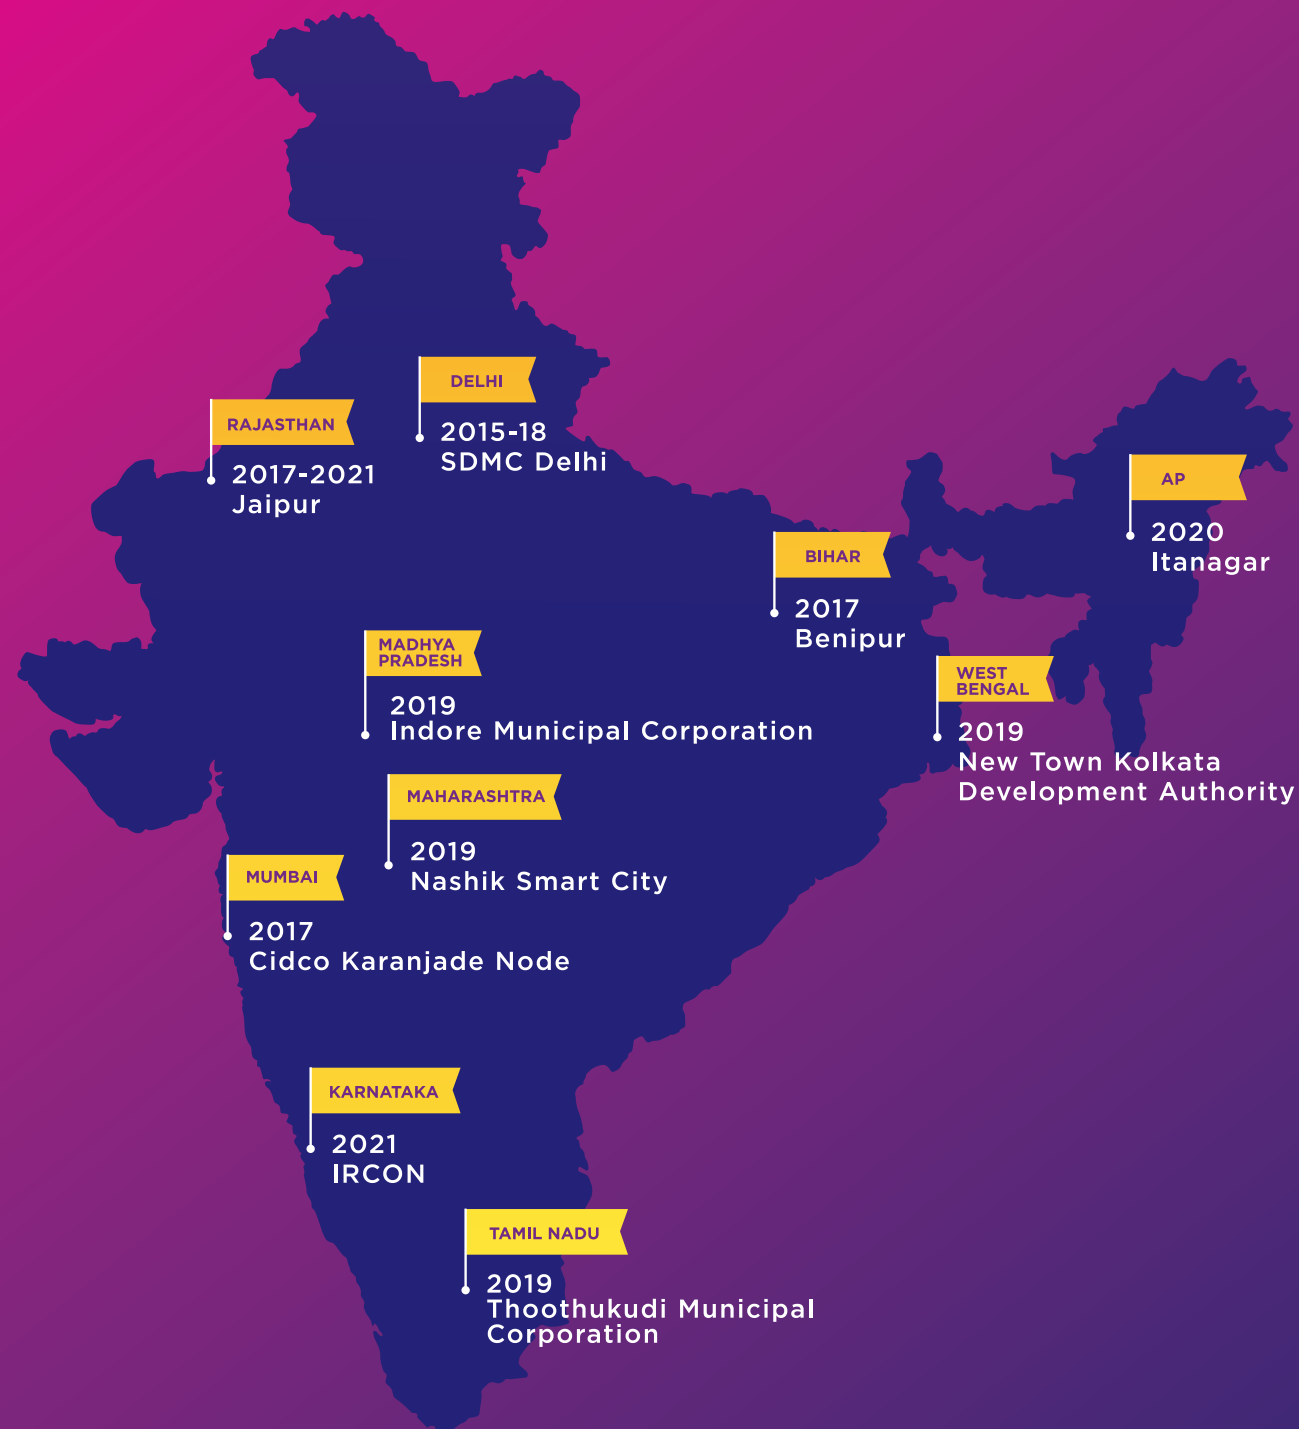 DELHI
2015-18
SDMC Delhi
RAJASTHAN
2017-2021
Jaipur
AP
2020
Itanagar
BIHAR
2017
Benipur
MADHYA
PRADESH
2019
Indore Municipal Corporation
WEST
BENGAL
2019
New Town Kolkata
Development Authority
MAHARASHTRA
2019
Nashik Smart City
MUMBAI
2017
Cidco Karanjade Node
KARNATAKA
2021
IRCON
TAMIL NADU
2019
Thoothukudi Municipal
Corporation